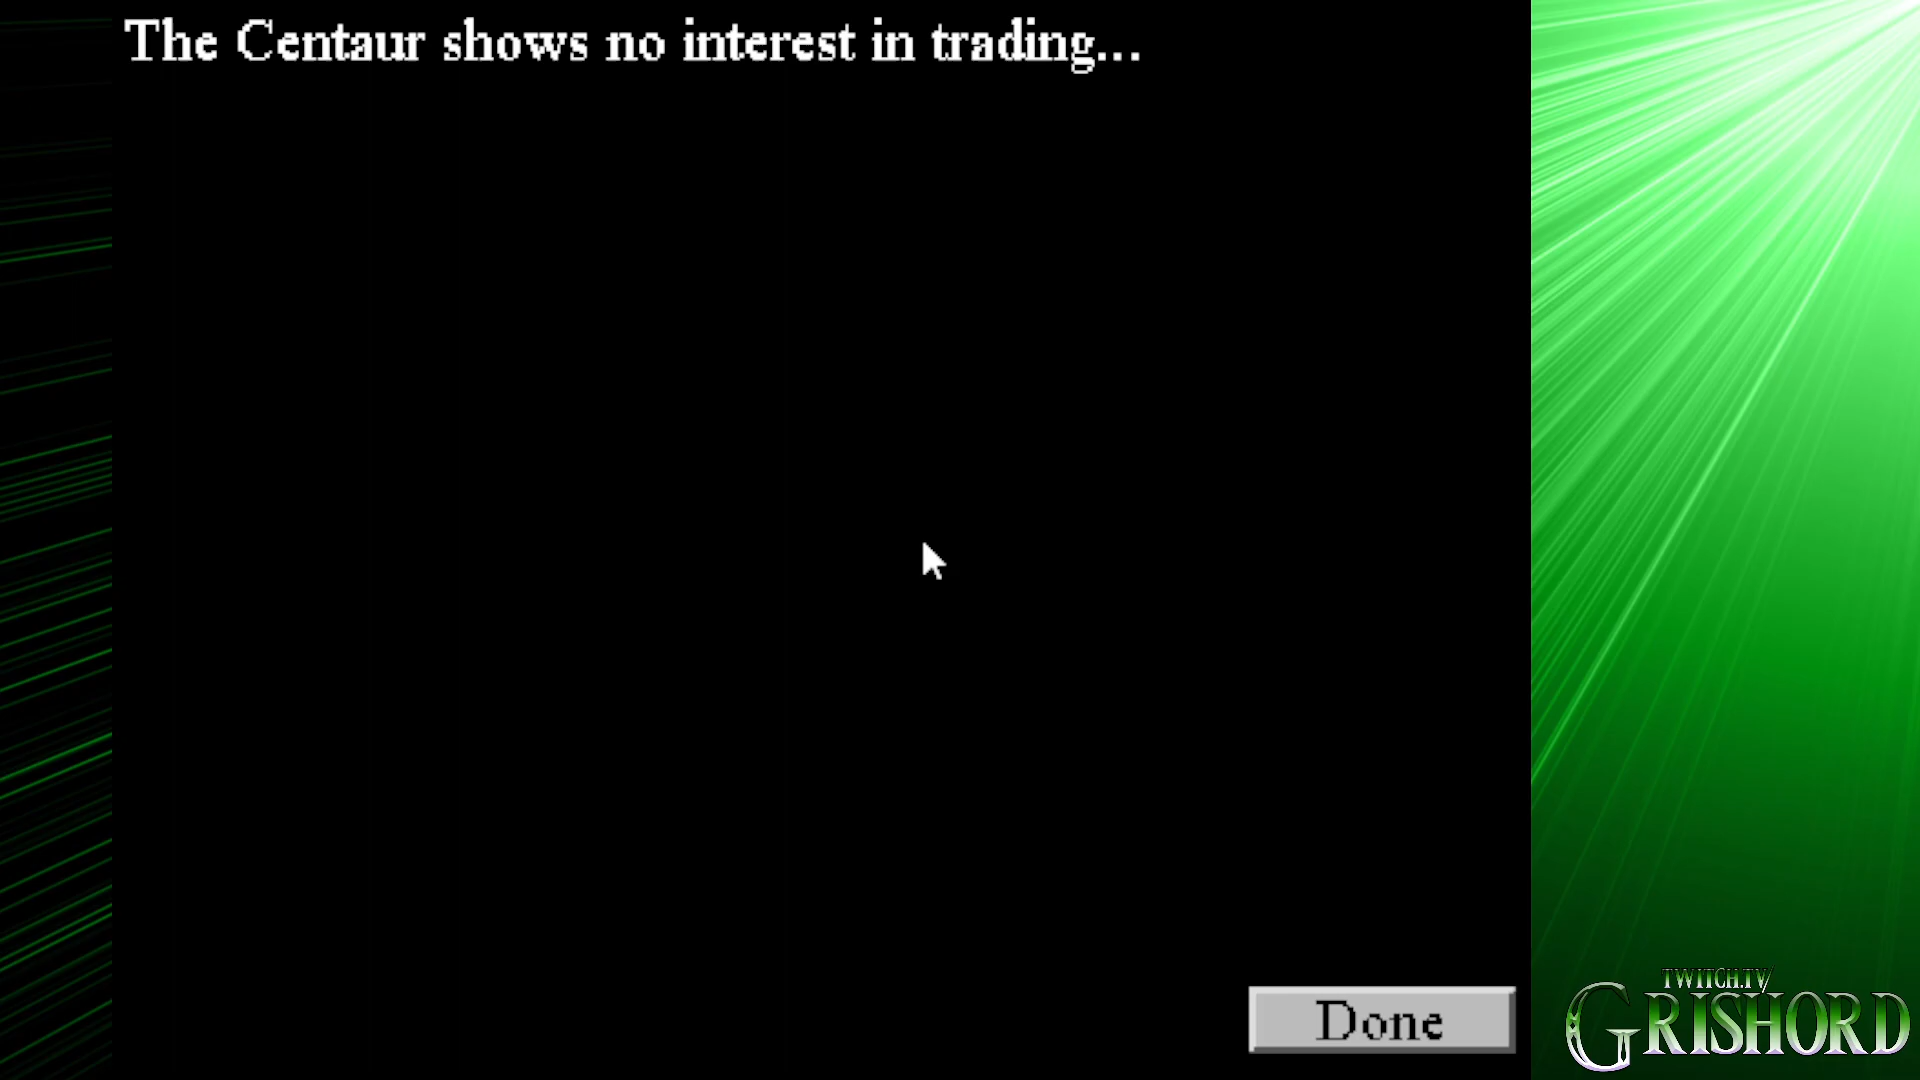 The Centaur shows no interest in trading...
Done
TWITCH.TV/
GRISHORD